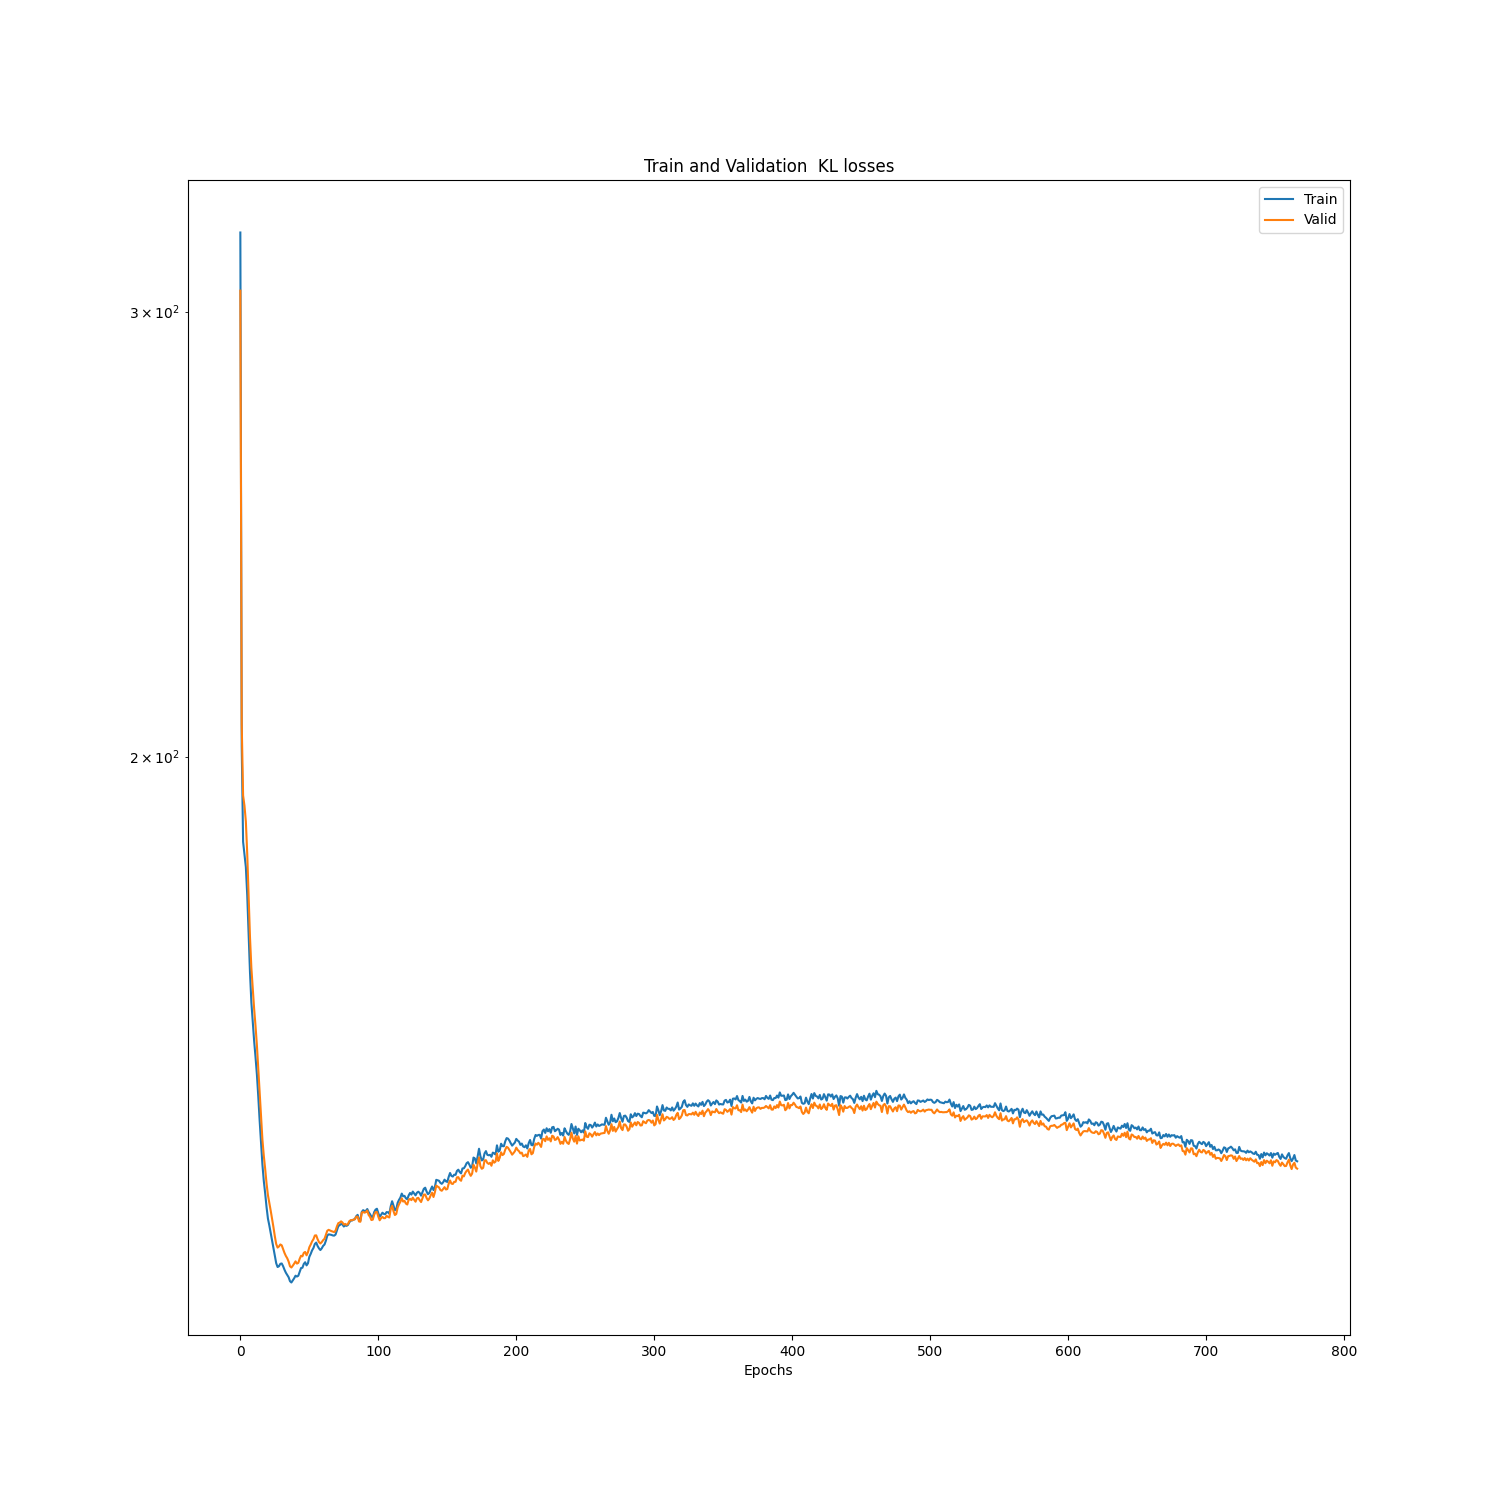 Train and Validation  KL losses
Train
Valid
3 × 10²
2 × 10²
0 100 200 300 400 500 600 700 800
Epochs